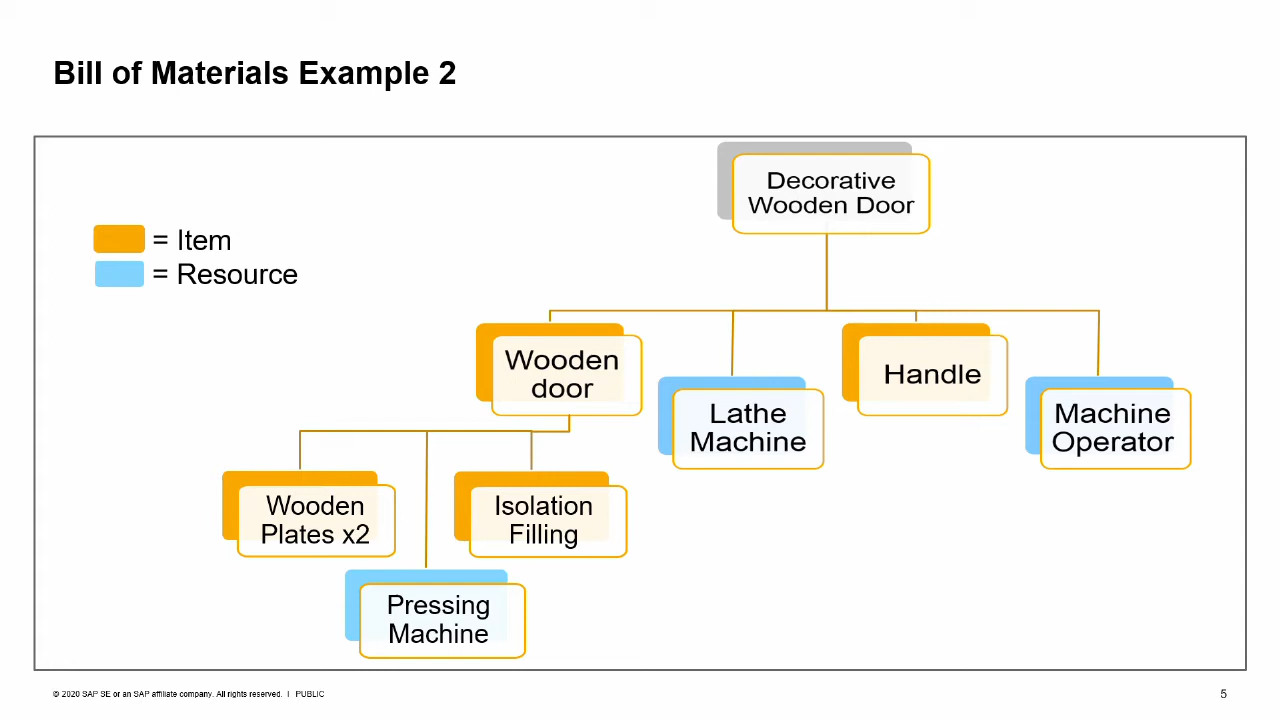 Bill of Materials Example 2
= Item
= Resource
Decorative
Wooden Door
Wooden
door
Lathe
Machine
Handle
Machine
Operator
Wooden
Plates x2
Isolation
Filling
Pressing
Machine
© 2020 SAP SE or an SAP affiliate company. All rights reserved. I PUBLIC
5